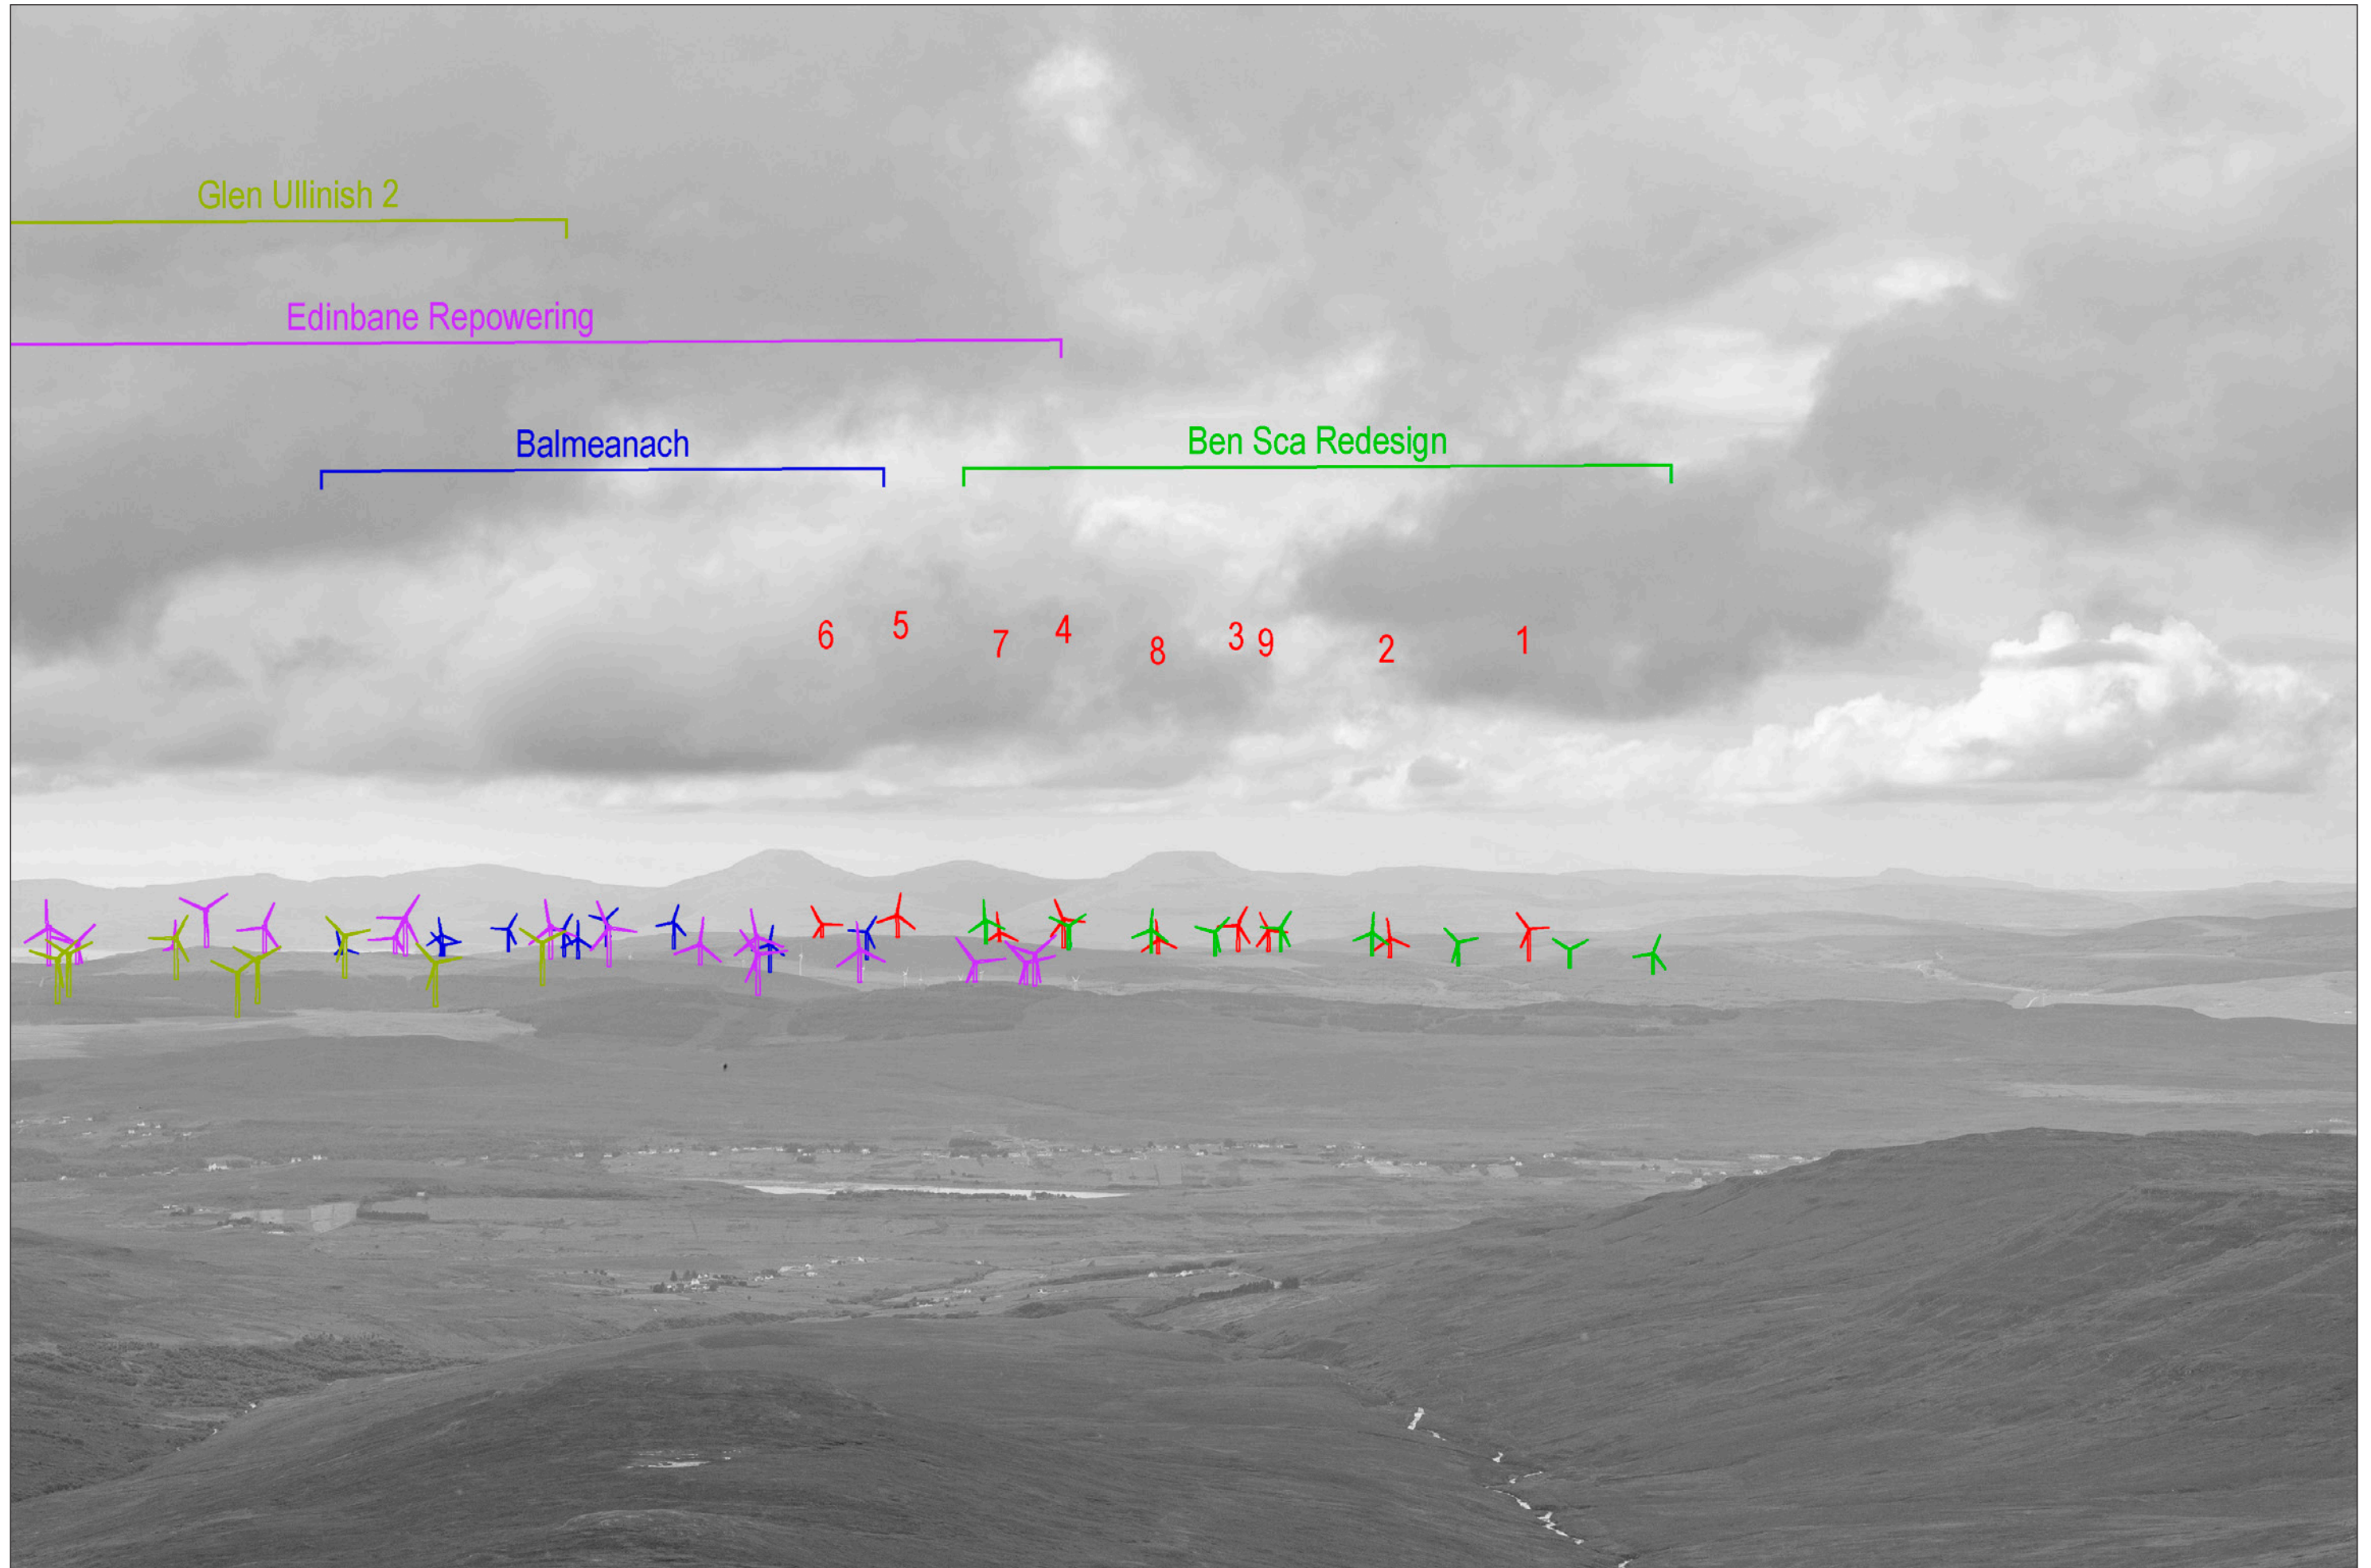 Glen Ullinish 2
Edinbane Repowering
Balmeanach
Ben Sca Redesign
6 5 7 4 8 3 9 2 1